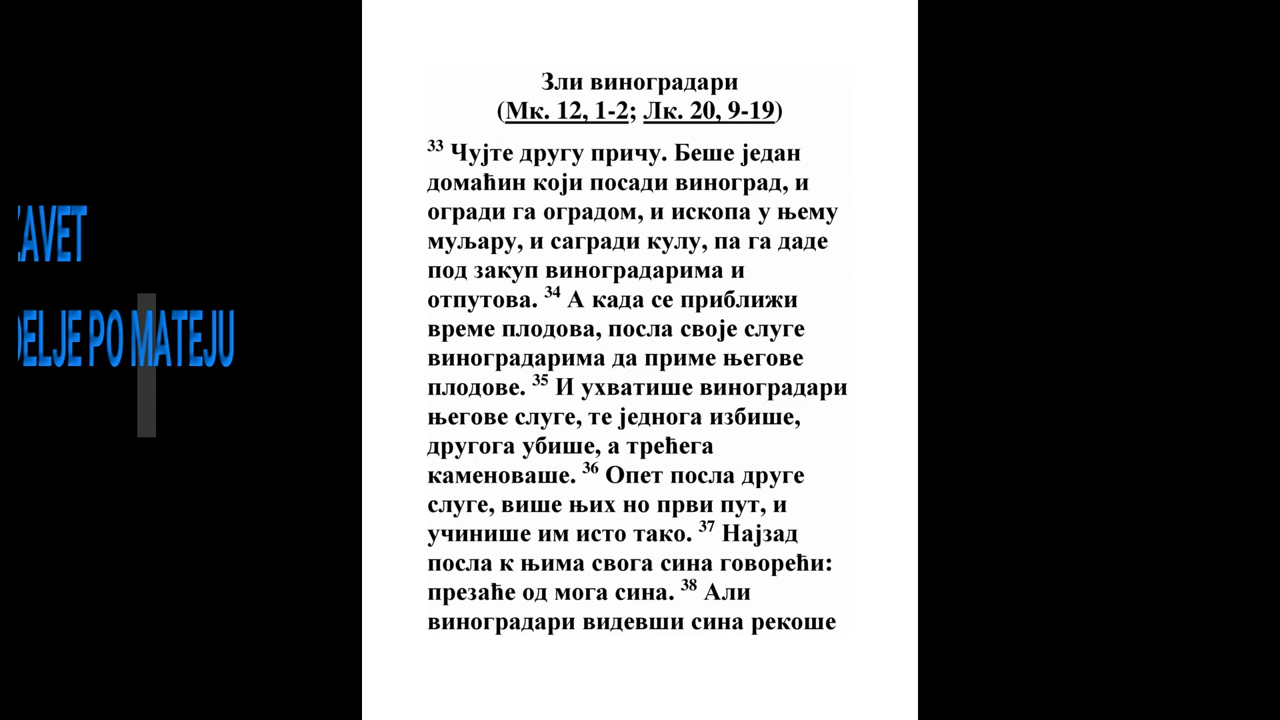 ZAVET
DELJE PO MATEJU
Зли виноградари
(Мк. 12, 1-2; Лк. 20, 9-19)
33 Чујте другу причу. Беше један
домаћин који посади виноград, и
огради га оградом, и ископа у њему
муљару, и сагради кулу, па га даде
под закуп виноградарима и
отпутова. 34 А када се приближи
време плодова, посла своје слуге
виноградарима да приме његове
плодове. 35 И ухватише виноградари
његове слуге, те једнога избише,
другога убише, а трећега
каменоваше. 36 Опет посла друге
слуге, више њих но први пут, и
учинише им исто тако. 37 Најзад
посла к њима свога сина говорећи:
презаће од мога сина. 38 Али
виноградари видевши сина рекоше